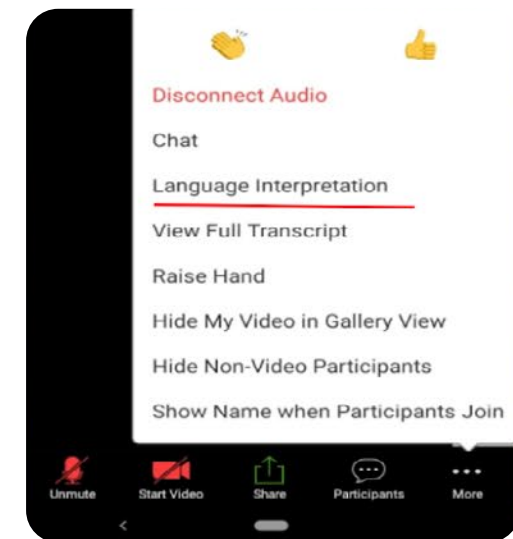 Disconnect Audio
Chat
Language Interpretation
View Full Transcript
Raise Hand
Hide My Video in Gallery View
Hide Non-Video Participants
Show Name when Participants Join
Unmute Start Video Share Participants More